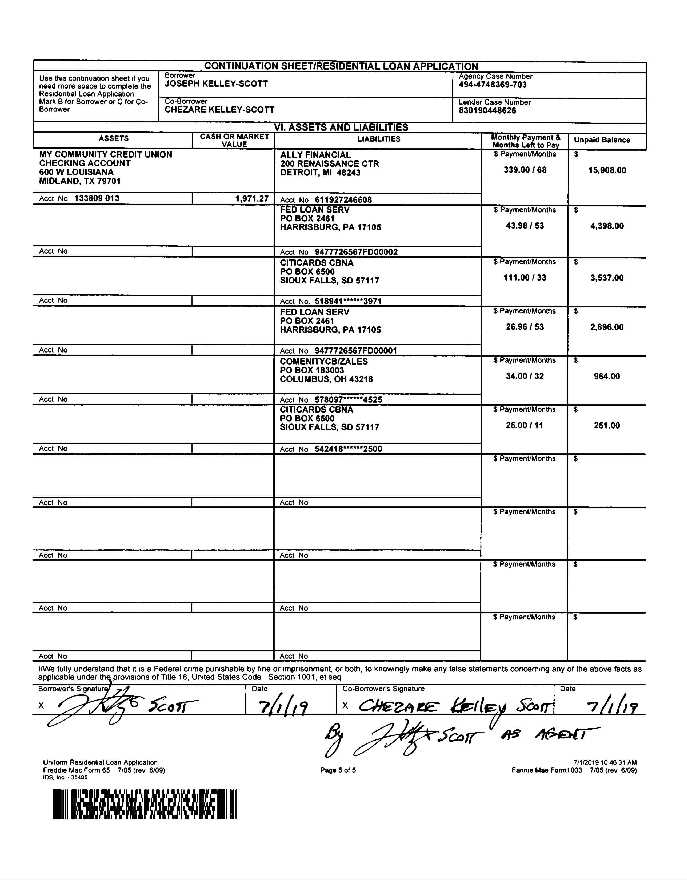 CONTINUATION SHEET/RESIDENTIAL LOAN APPLICATION
Use this continuation sheet if you need more space to complete the Residential Loan Application Mark B for Borrower or C for Co-Borrower
Borrower
JOSEPH KELLEY-SCOTT
Agency Case Number
494-4748369-703
Co-Borrower
CHEZARE KELLEY-SCOTT
Lender Case Number
830190448626
VI. ASSETS AND LIABILITIES
ASSETS
CASH OR MARKET VALUE
LIABILITIES
Monthly Payment & Months Left to Pay
Unpaid Balance
MY COMMUNITY CREDIT UNION
CHECKING ACCOUNT
600 W LOUISIANA
MIDLAND, TX 79701
ALLY FINANCIAL
200 RENAISSANCE CTR
DETROIT, MI 48243
$ Payment/Months
339.00 / 68
$
15,908.00
Acct No 133809 013
1,971.27
Acct No 611927246608
FED LOAN SERV
PO BOX 2461
HARRISBURG, PA 17105
$ Payment/Months
43.98 / 53
$
4,398.00
Acct No
Acct No 9477726567FD00002
CITICARDS CBNA
PO BOX 6500
SIOUX FALLS, SD 57117
$ Payment/Months
111.00 / 33
$
3,537.00
Acct No
Acct No. 518941******3971
FED LOAN SERV
PO BOX 2461
HARRISBURG, PA 17105
$ Payment/Months
26.96 / 53
$
2,696.00
Acct No
Acct No 9477726567FD00001
COMENITYCB/ZALES
PO BOX 183003
COLUMBUS, OH 43218
$ Payment/Months
34.00 / 32
$
964.00
Acct No
Acct No 578097******4525
CITICARDS CBNA
PO BOX 6500
SIOUX FALLS, SD 57117
$ Payment/Months
25.00 / 11
$
251.00
Acct No
Acct No 542418******2500
$ Payment/Months
$
Acct No
Acct No
$ Payment/Months
$
Acct No
Acct No
$ Payment/Months
$
Acct No
Acct No
$ Payment/Months
$
Acct No
Acct No
I/We fully understand that it is a Federal crime punishable by fine or imprisonment, or both, to knowingly make any false statements concerning any of the above facts as
applicable under the provisions of Title 18, United States Code Section 1001, et seq
Borrower's Signature
Date
Co-Borrower's Signature
Date
X SCOTT
7/1/19
X CHEZARE KELLEY SCOTT
7/1/19
By SCOTT AS AGENT
Uniform Residential Loan Application
Freddie Mac Form 65 7/05 (rev 6/09)
IDS, Inc.
Page 5 of 5
7/1/2019 10 46 31 AM
Fannie Mae Form1003 7/05 (rev. 6/09)